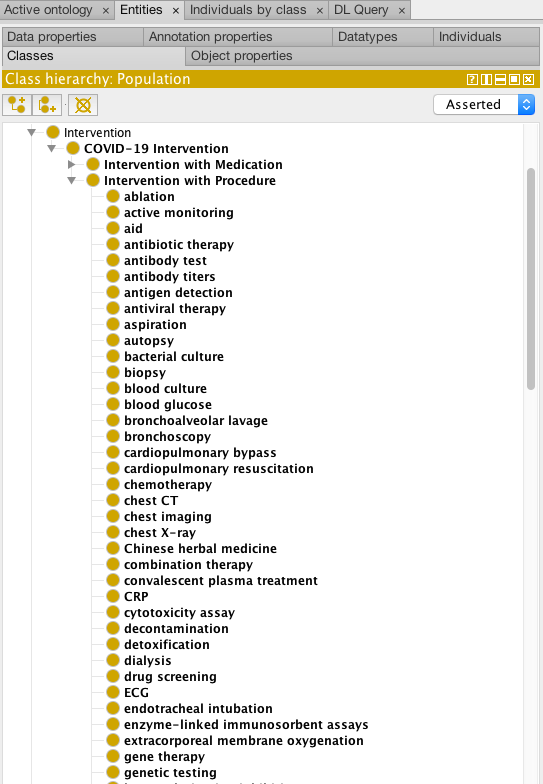 Active ontology × Entities × Individuals by class × DL Query ×
Data properties Annotation properties Datatypes Individuals
Classes Object properties
Class hierarchy: Population
Asserted
Intervention
COVID-19 Intervention
Intervention with Medication
Intervention with Procedure
ablation
active monitoring
aid
antibiotic therapy
antibody test
antibody titers
antigen detection
antiviral therapy
aspiration
autopsy
bacterial culture
biopsy
blood culture
blood glucose
bronchoalveolar lavage
bronchoscopy
cardiopulmonary bypass
cardiopulmonary resuscitation
chemotherapy
chest CT
chest imaging
chest X-ray
Chinese herbal medicine
combination therapy
convalescent plasma treatment
CRP
cytotoxicity assay
decontamination
detoxification
dialysis
drug screening
ECG
endotracheal intubation
enzyme-linked immunosorbent assays
extracorporeal membrane oxygenation
gene therapy
genetic testing